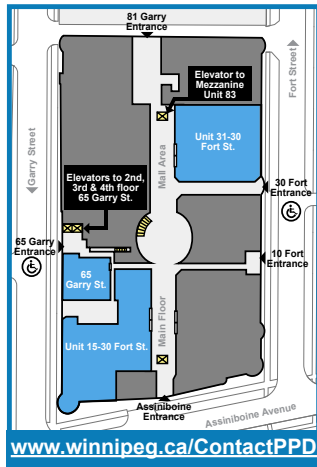 81 Garry
Entrance
Elevator to
Mezzanine
Unit 83
Fort Street
Unit 31-30
Fort St.
Garry Street
Mall Area
Elevators to 2nd,
3rd & 4th floor
65 Garry St.
30 Fort
Entrance
65 Garry
Entrance
10 Fort
Entrance
65
Garry St.
Main Floor
Unit 15-30 Fort St.
Assiniboine
Entrance
Assiniboine Avenue
www.winnipeg.ca/ContactPPD